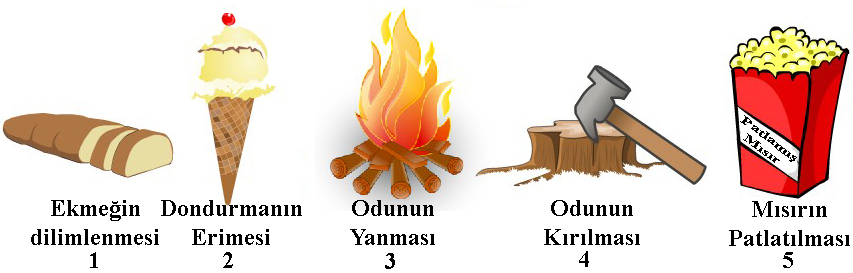 Patlamış
Mısır
Ekmeğin
dilimlenmesi
1
Dondurmanın
Erimesi
2
Odunun
Yanması
3
Odunun
Kırılması
4
Mısırın
Patlatılması
5